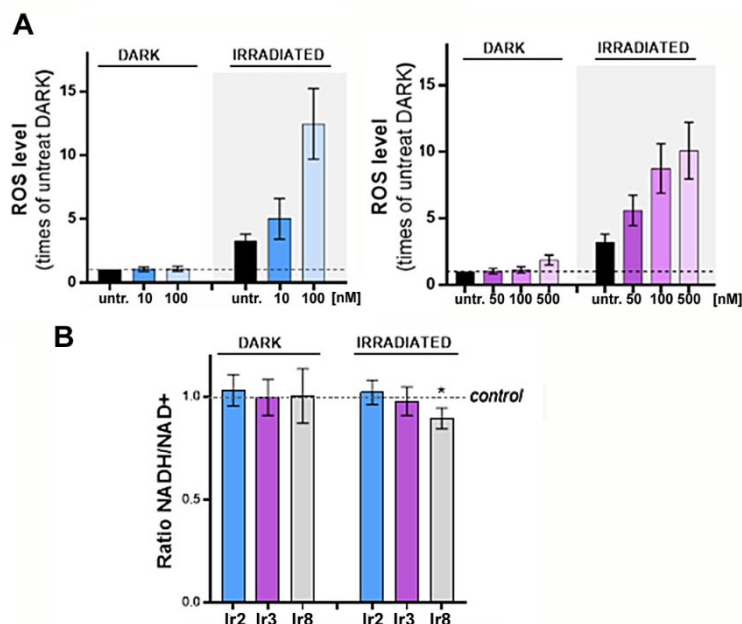 A
DARK
IRRADIATED
ROS level
(times of untreat DARK)
15
10
5
0
untr. 10 100
untr. 10 100 [nM]
DARK
IRRADIATED
ROS level
(times of untreat DARK)
15
10
5
0
untr. 50 100 500
untr. 50 100 500 [nM]
B
DARK
IRRADIATED
Ratio NADH/NAD+
1.0
0.5
0.0
*
control
Ir2 Ir3 Ir8
Ir2 Ir3 Ir8